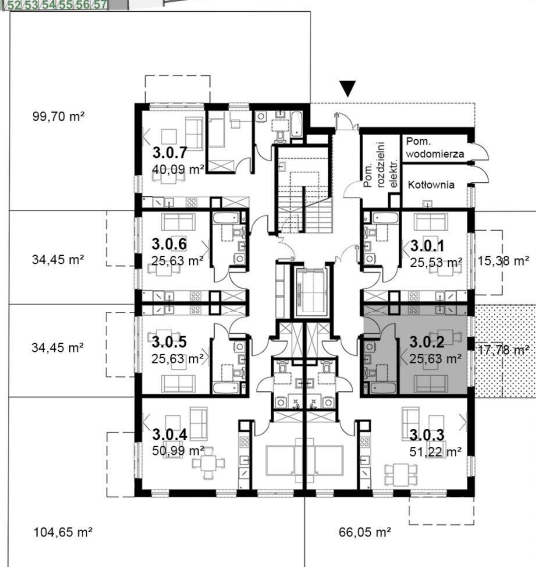 52 53 54 55 56 57
99,70 m²
3.0.7
40,09 m²
Pom. rozdzielni elektr.
Pom. wodomierza
Kotłownia
34,45 m²
3.0.6
25,63 m²
3.0.1
25,53 m²
15,38 m²
34,45 m²
3.0.5
25,63 m²
3.0.2
25,63 m²
17,78 m²
3.0.4
50,99 m²
3.0.3
51,22 m²
104,65 m²
66,05 m²